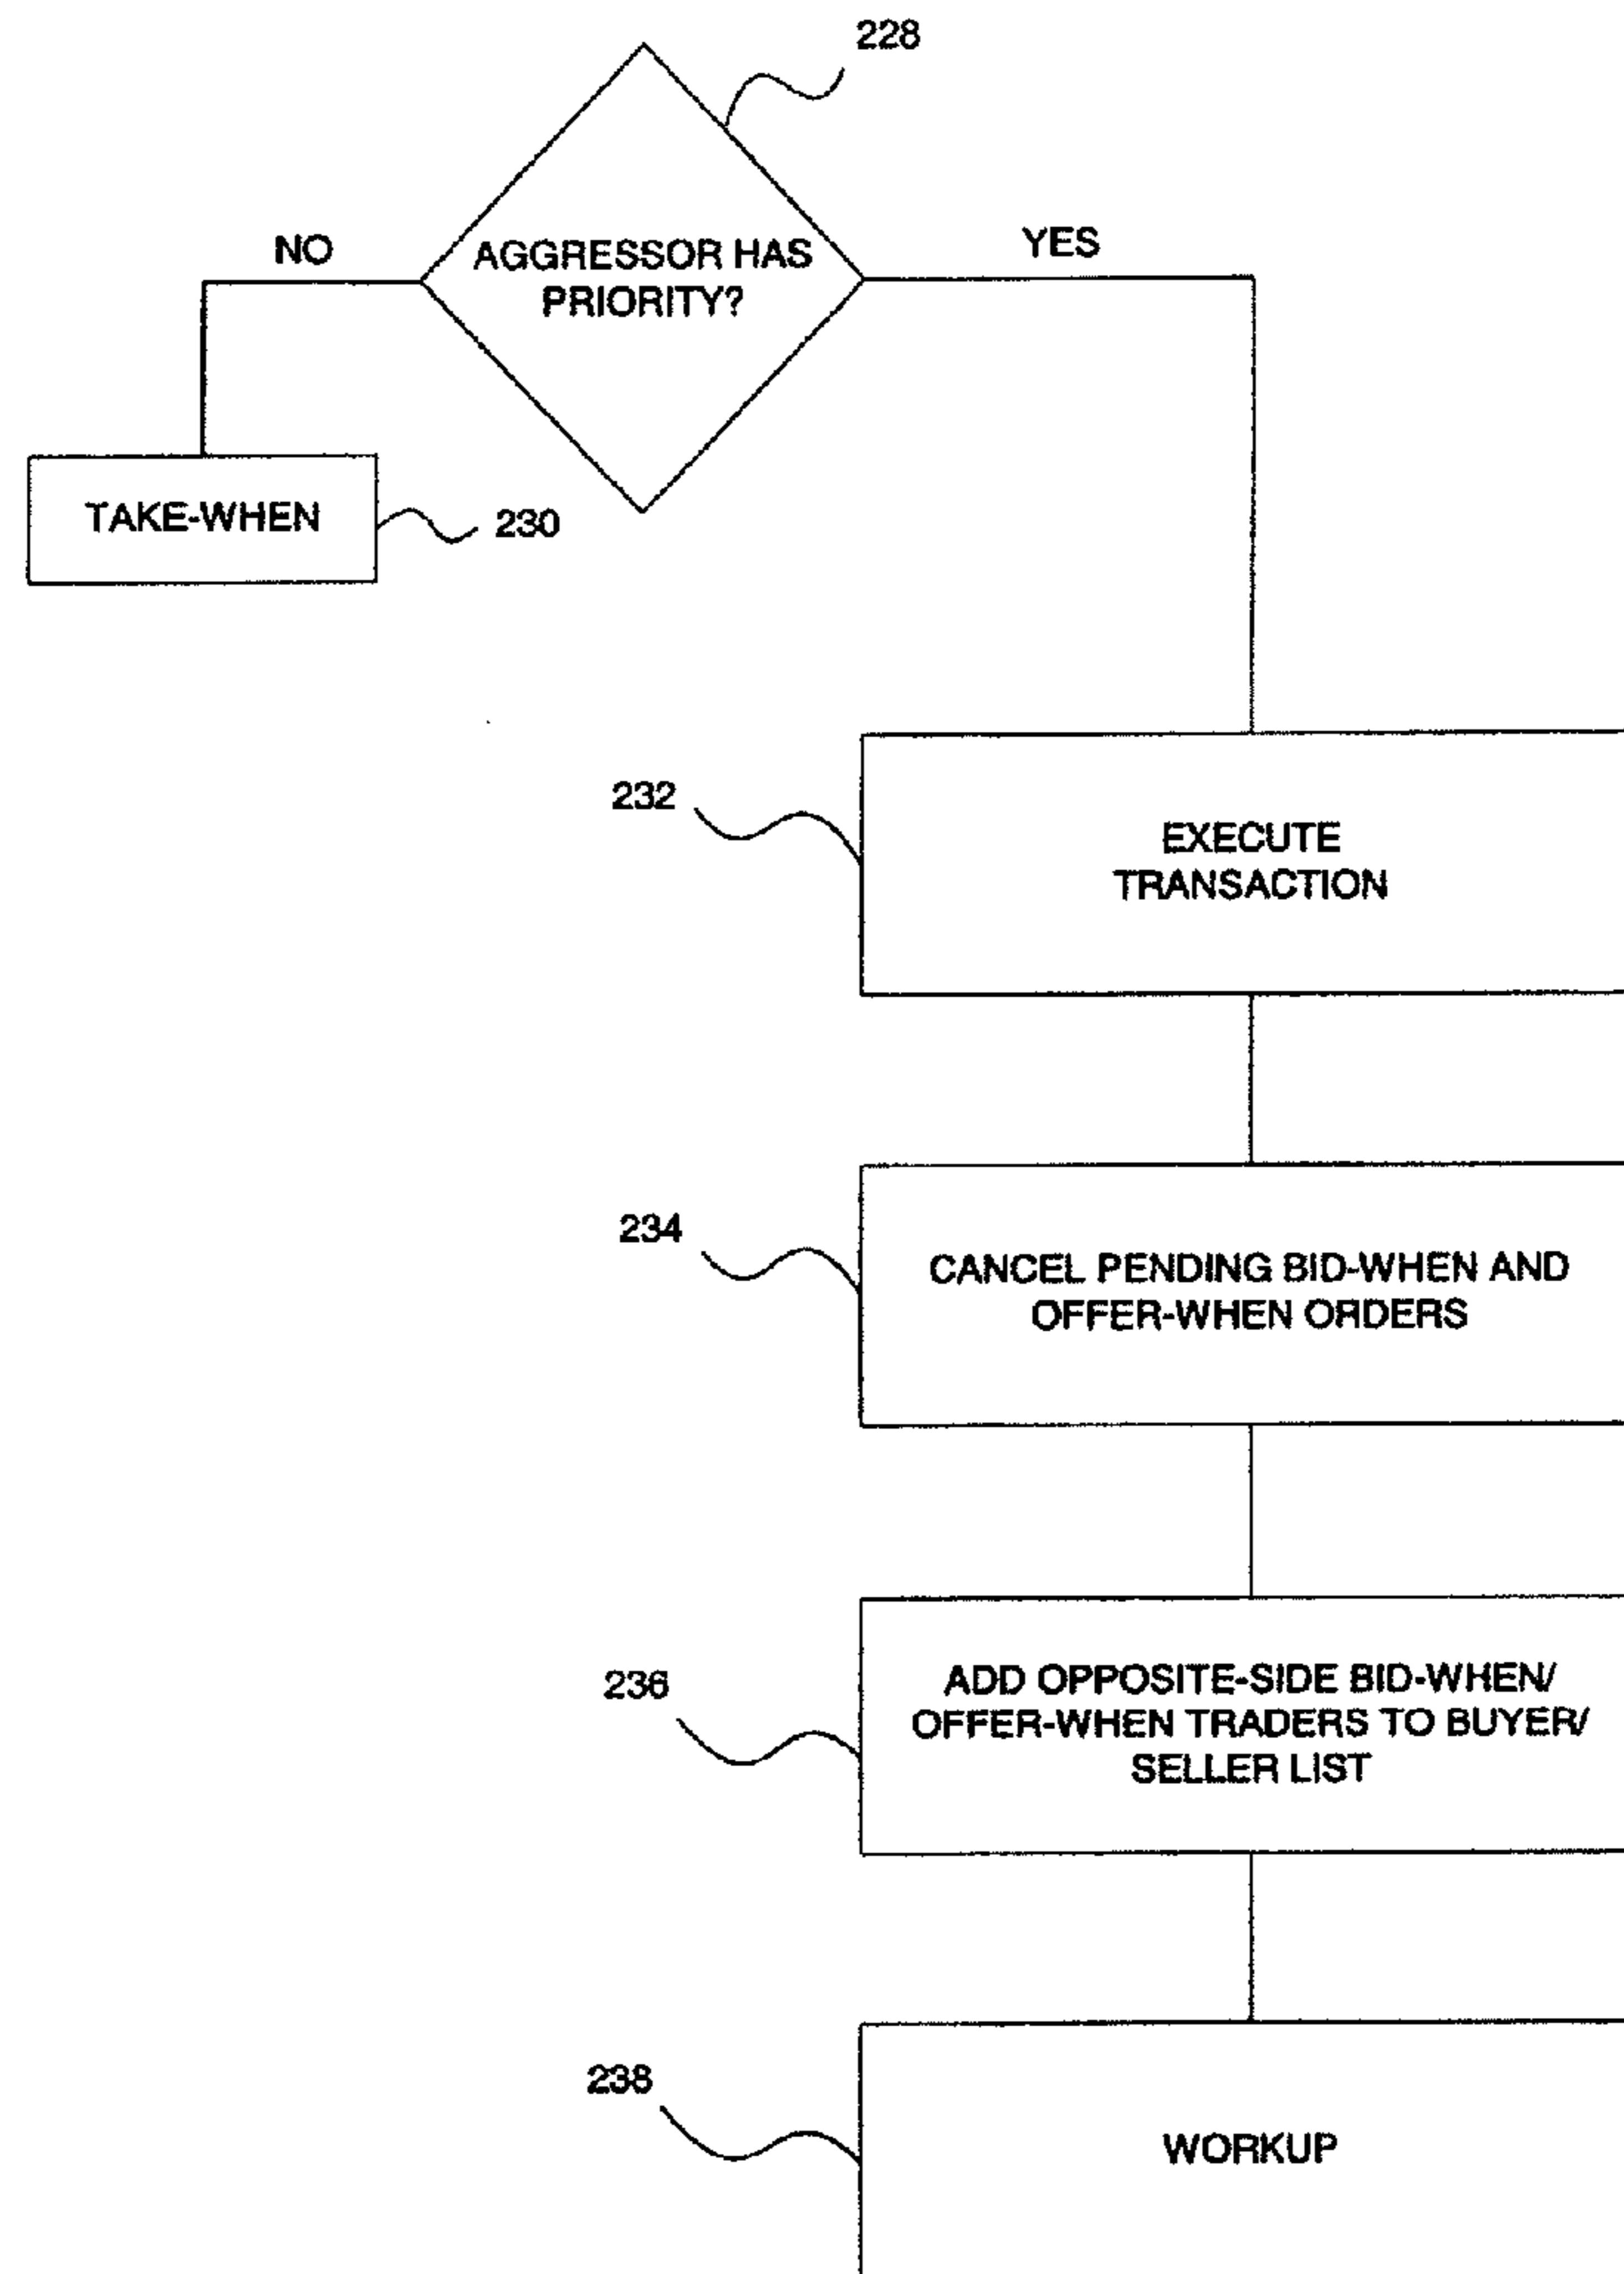 228
NO
YES
AGGRESSOR HAS
PRIORITY?
TAKE-WHEN
230
232
EXECUTE
TRANSACTION
234
CANCEL PENDING BID-WHEN AND
OFFER-WHEN ORDERS
236
ADD OPPOSITE-SIDE BID-WHEN/
OFFER-WHEN TRADERS TO BUYER/
SELLER LIST
238
WORKUP